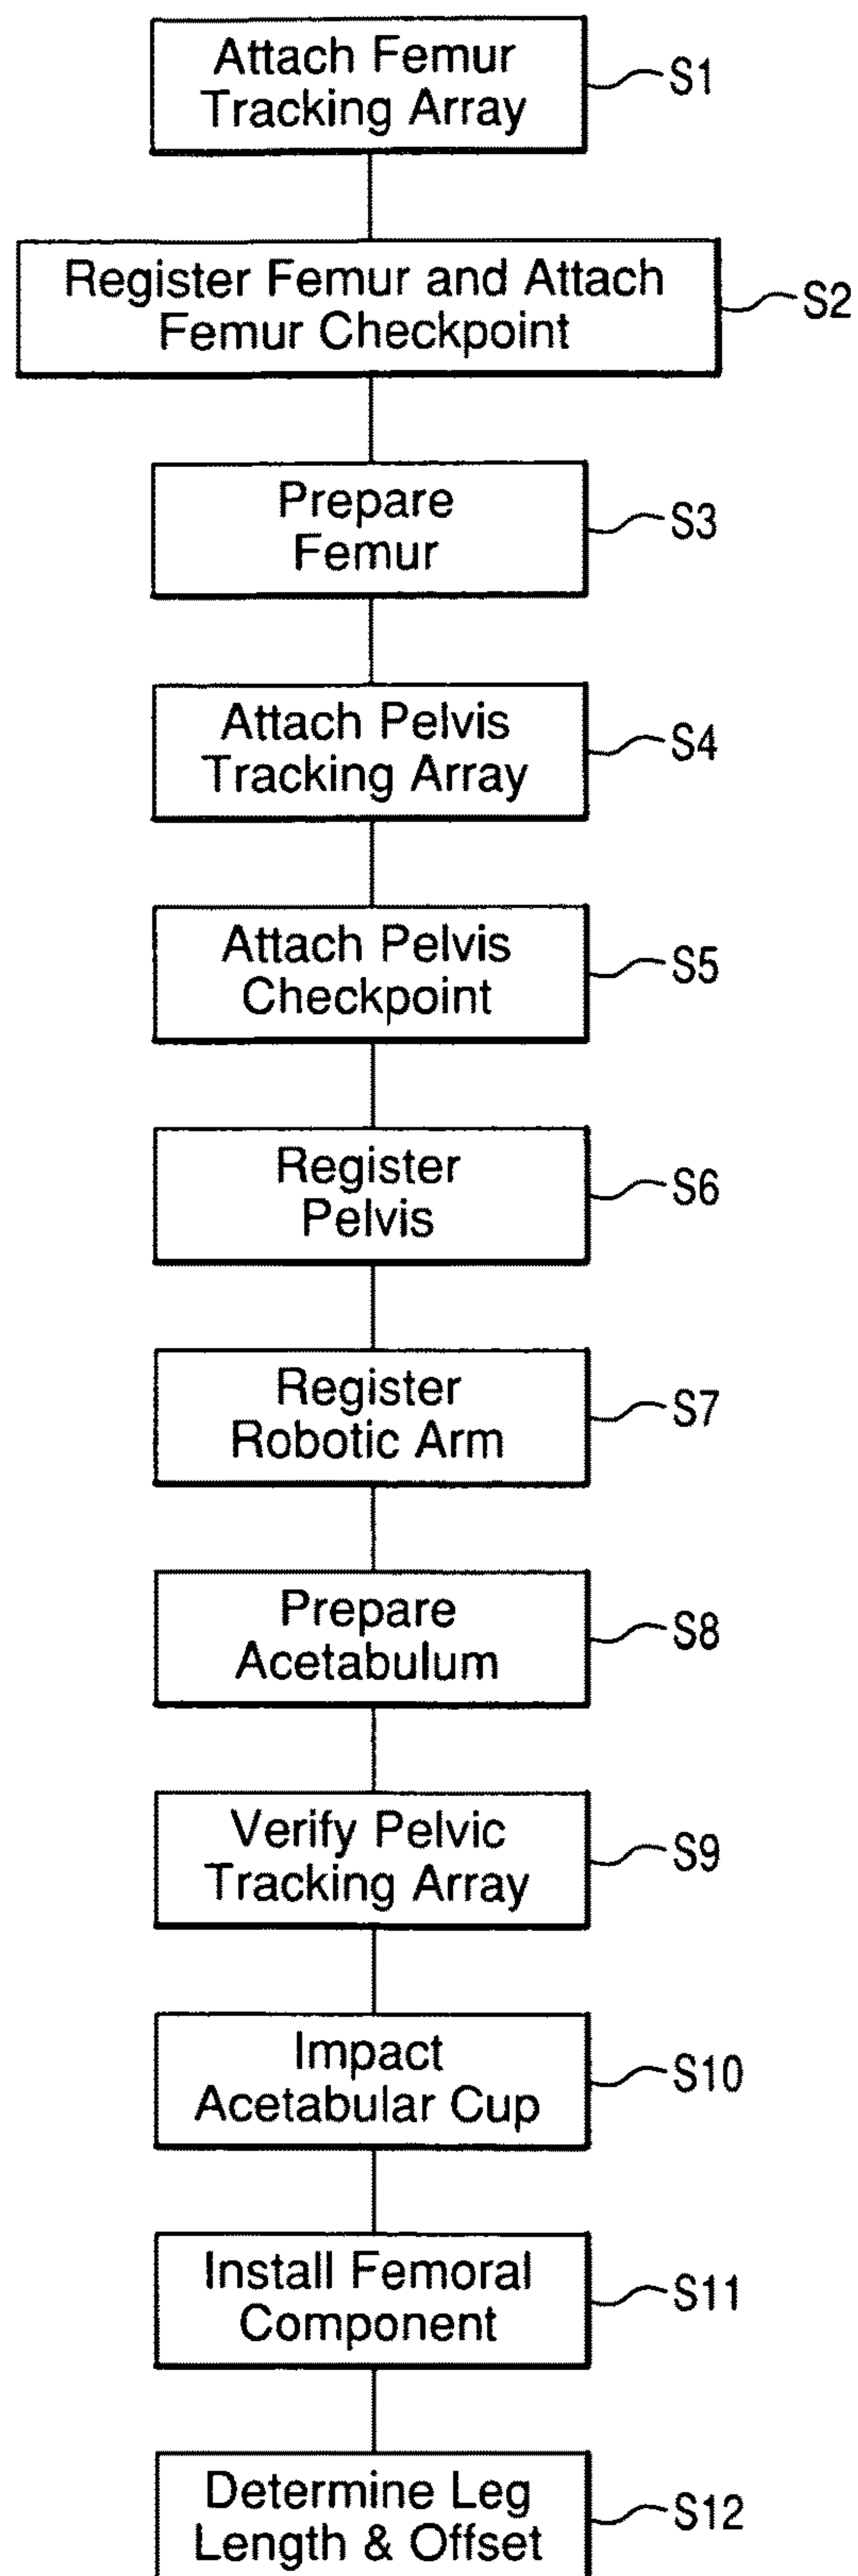 Attach Femur
Tracking Array
S1
Register Femur and Attach
Femur Checkpoint
S2
Prepare
Femur
S3
Attach Pelvis
Tracking Array
S4
Attach Pelvis
Checkpoint
S5
Register
Pelvis
S6
Register
Robotic Arm
S7
Prepare
Acetabulum
S8
Verify Pelvic
Tracking Array
S9
Impact
Acetabular Cup
S10
Install Femoral
Component
S11
Determine Leg
Length & Offset
S12